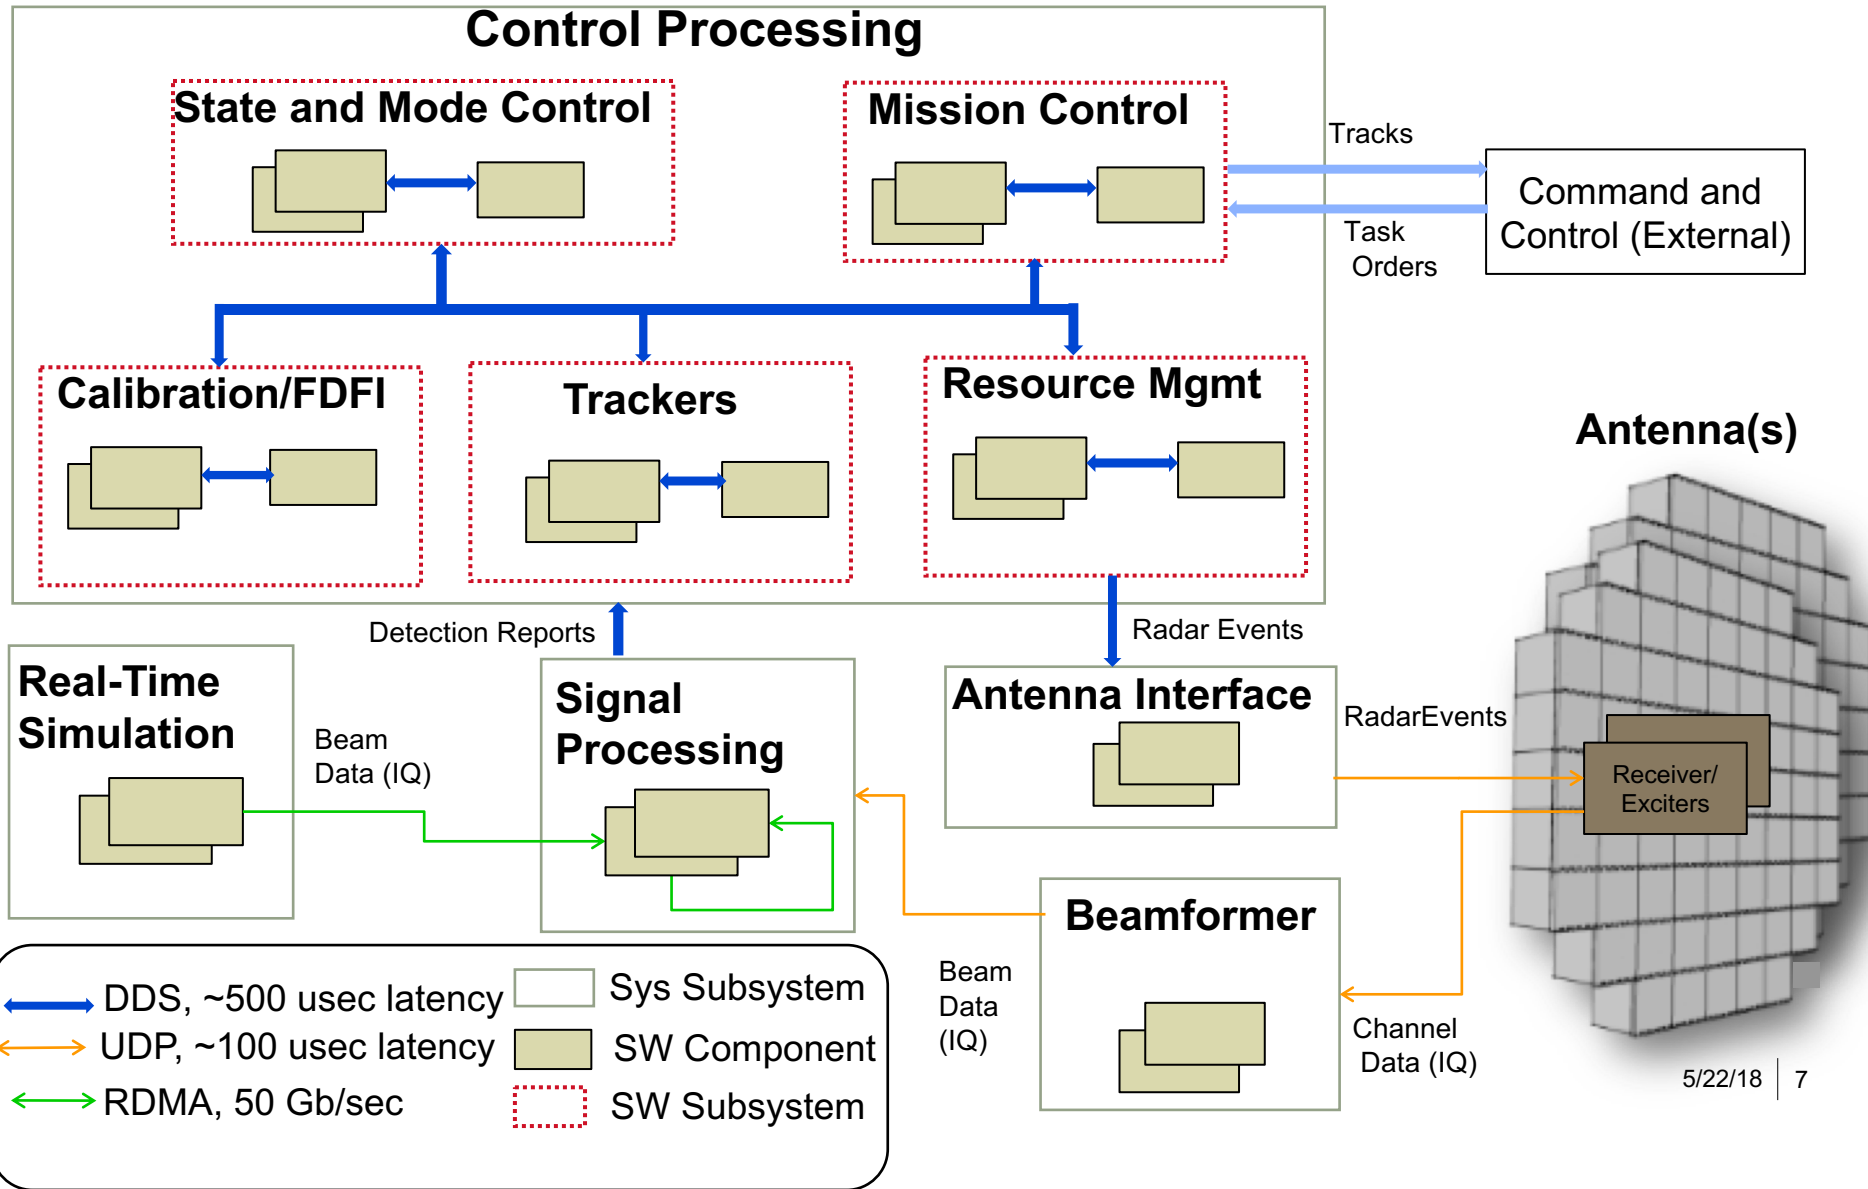 Control Processing
State and Mode Control
Mission Control
Tracks
Command and
Control (External)
Task
Orders
Calibration/FDFI
Trackers
Resource Mgmt
Antenna(s)
Detection Reports
Radar Events
Real-Time
Simulation
Beam
Data (IQ)
Signal
Processing
Antenna Interface
RadarEvents
Receiver/
Exciters
Beamformer
Beam
Data
(IQ)
Channel
Data (IQ)
DDS, ~500 usec latency
UDP, ~100 usec latency
RDMA, 50 Gb/sec
Sys Subsystem
SW Component
SW Subsystem
5/22/18 | 7